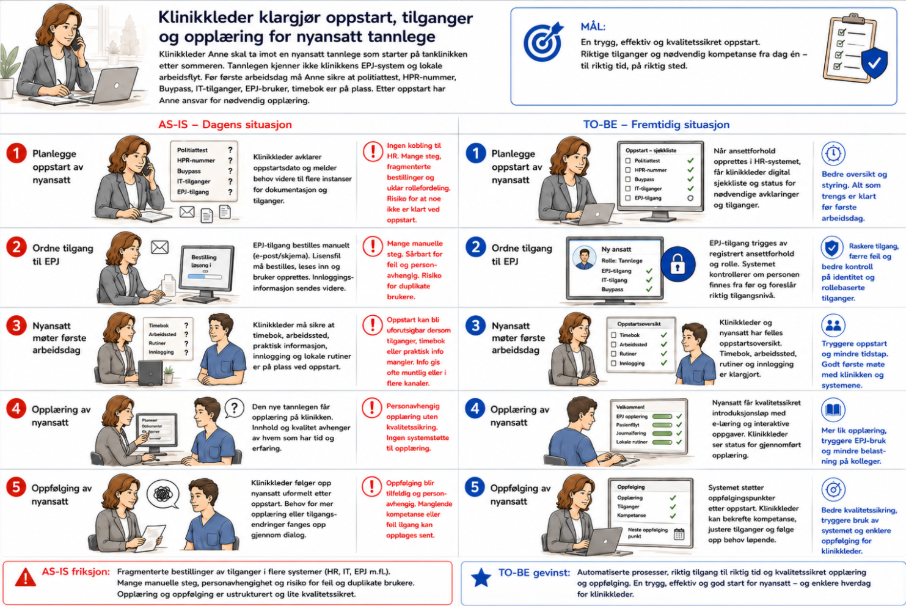 Klinikkleder klargjør oppstart, tilganger
og opplæring for nyansatt tannlege
Klinikkleder Anne skal ta imot en nyansatt tannlege som starter på tanklinikken
etter sommeren. Tannlegen kjenner ikke klinikkens EPJ-system og lokale
arbeidsflyt. Før første arbeidsdag må Anne sikre at politiattest, HPR-nummer,
Buypass, IT-tilganger, EPJ-bruker, timebok er på plass. Etter oppstart har
Anne ansvar for nødvendig opplæring.
MÅL:
En trygg, effektiv og kvalitetssikret oppstart.
Riktige tilganger og nødvendig kompetanse fra dag én –
til riktig tid, på riktig sted.
AS-IS – Dagens situasjon
1
Planlegge
oppstart av
nyansatt
Politiattest ?
HPR-nummer ?
Buypass ?
IT-tilganger ?
EPJ-tilganger ?
Klinikkleder avklarer
oppstartsdato og melder
behov videre til flere instanser
for dokumentasjon og
tilganger.
Ingen kobling til
HR. Mange steg,
fragmenterte
bestillinger og
uklar rollefordeling.
Risiko for at noe
ikke er klart ved
oppstart.
2
Ordne tilgang
til EPJ
Bestilling
EPJ-tilgang bestilles manuelt
(e-post/skjema). Lisensfil
må bestilles, leses inn og
bruker opprettes. Innloggings-
informasjon sendes videre.
Mange manuelle
steg. Sårbart for
feil og person-
avhengig. Risiko
for duplikate
brukere.
3
Nyansatt
møter første
arbeidsdag
Timebok ?
Arbeidssted ?
Rutiner ?
Innlogging ?
Klinikkleder må sikre at
timebok, arbeidssted,
praktisk informasjon,
innlogging og lokale rutiner
er på plass ved oppstart.
Oppstart kan bli
uforutsigbar dersom
tilganger, timebok
eller praktisk info
mangler. Info gis
ofte muntlig eller i
flere kanaler.
4
Opplæring av
nyansatt
?
Den nye tannlegen får
opplæring på klinikken.
Innhold og kvalitet avhenger
av hvem som har tid og
erfaring.
Personavhengig
opplæring uten
kvalitetssikring.
Ingen systemstøtte
til opplæring.
5
Oppfølging av
nyansatt
Klinikkleder følger opp
nyansatt uformelt etter
oppstart. Behov for mer
opplæring eller tilgangs-
endringer fanges opp
gjennom dialog.
Oppfølging blir
tilfeldig og person-
avhengig. Manglende
kompetanse eller
feil tilgang kan
opplages sent.
TO-BE – Fremtidig situasjon
1
Planlegge
oppstart av
nyansatt
Oppstart – sjekkliste
Politiattest
HPR-nummer
Buypass
IT-tilganger
EPJ-tilgang
Når ansettforhold
opprettes i HR-systemet,
får klinikkleder digital
sjekkliste og status for
nødvendige avklaringer
og tilganger.
Bedre oversikt og
styring. Alt som
trengs er klart
før første
arbeidsdag.
2
Ordne tilgang
til EPJ
Ny ansatt
Rolle: Tannlege
EPJ-tilgang
IT-tilgang
Buypass
EPJ-tilgang trigges av
registrert ansettforhold
og rolle. Systemet
kontrollerer om personen
finnes fra før og foreslår
riktig tilgangsnivå.
Raskere tilgang,
færre feil og
bedre kontroll
på identitet og
rollebaserte
tilganger.
3
Nyansatt
møter første
arbeidsdag
Oppstartsoversikt
Timebok
Arbeidssted
Rutiner
Innlogging
Klinikkleder og
nyansatt har felles
oppstartsoversikt.
Timebok, arbeidssted,
rutiner og innlogging
er klargjort.
Tryggere oppstart
og mindre tidstap.
Godt første møte
med klinikken og
systemene.
4
Opplæring av
nyansatt
Velkommen!
EPJ opplæring
Pasientflyt
Journalføring
Lokale rutiner
Nyansatt får kvalitetssikret
introduksjonsløp med
e-læring og interaktive
oppgaver. Klinikkleder
ser status for gjennomført
opplæring.
Mer lik opplæring,
tryggere EPJ-bruk
og mindre belast-
ning på kolleger.
5
Oppfølging av
nyansatt
Oppfølging
Opplæring
Tilganger
Kompetanse
Neste oppfølging
punkt
Systemet støtter
oppfølgingspunkter
etter oppstart. Klinikkleder
kan bekrefte kompetanse,
justere tilganger og følge
opp behov løpende.
Bedre kvalitetssikring,
tryggere bruk av
systemet og enklere
oppfølging for
klinikkleder.
AS-IS friksjon: Fragmenterte bestillinger av tilganger i flere systemer (HR, IT, EPJ m.fl.).
Mange manuelle steg, personavhengighet og risiko for feil og duplikate brukere.
Opplæring og oppfølging er ustrukturert og lite kvalitetssikret.
TO-BE gevinst: Automatiserte prosesser, riktig tilgang til riktig tid og kvalitetssikret opplæring
og oppfølging. En trygg, effektiv og god start for nyansatt – og enklere hverdag
for klinikkleder.